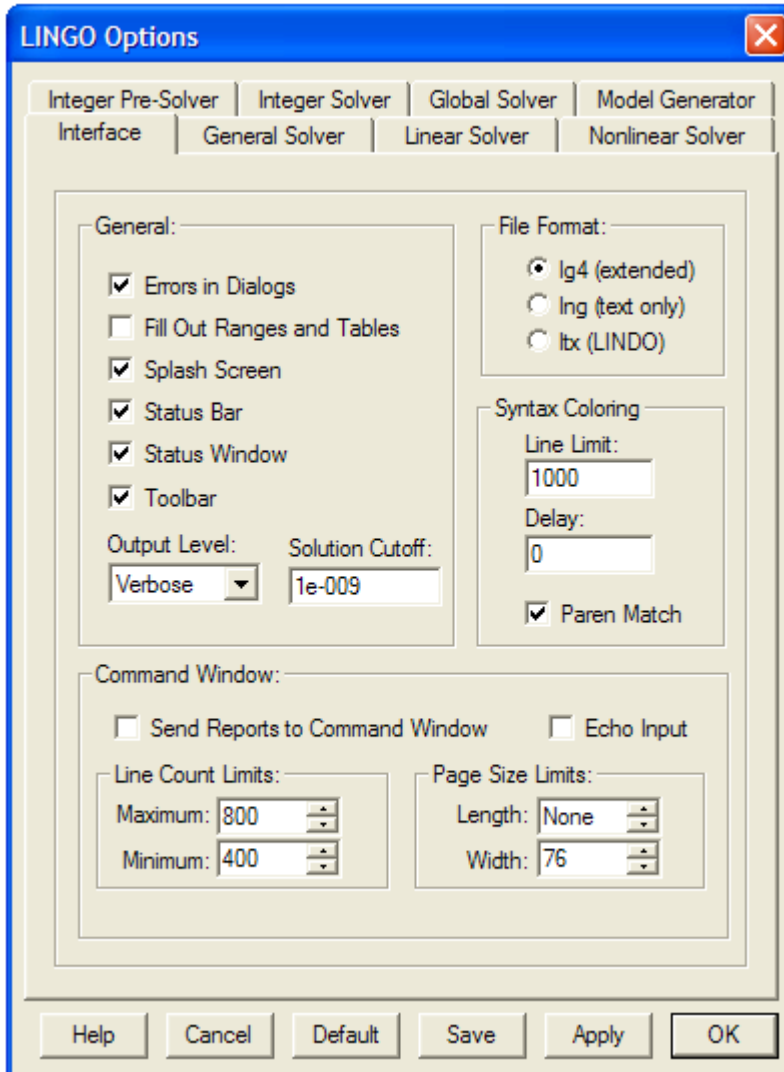 LINGO Options
Integer Pre-Solver
Integer Solver
Global Solver
Model Generator
Interface
General Solver
Linear Solver
Nonlinear Solver
General:
Errors in Dialogs
Fill Out Ranges and Tables
Splash Screen
Status Bar
Status Window
Toolbar
Output Level:
Verbose
Solution Cutoff:
1e-009
File Format:
lg4 (extended)
lng (text only)
ltx (LINDO)
Syntax Coloring
Line Limit:
1000
Delay:
0
Paren Match
Command Window:
Send Reports to Command Window
Echo Input
Line Count Limits:
Maximum: 800
Minimum: 400
Page Size Limits:
Length: None
Width: 76
Help
Cancel
Default
Save
Apply
OK